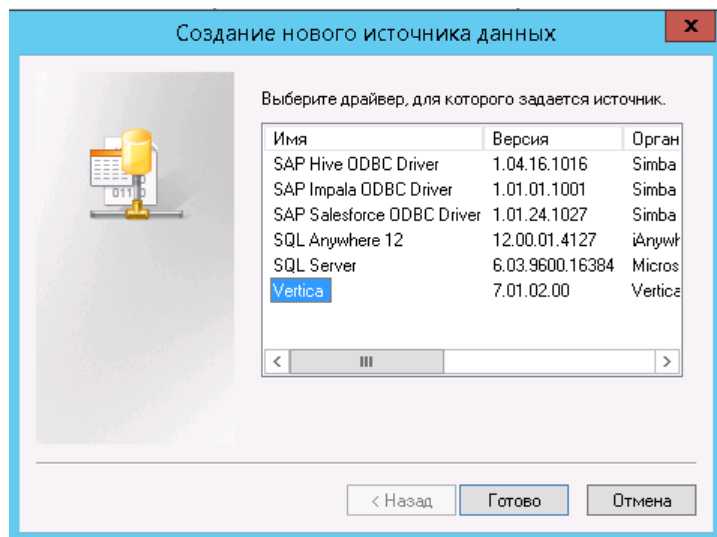 Создание нового источника данных
x
Выберите драйвер, для которого задается источник.
Имя Версия Орган
SAP Hive ODBC Driver 1.04.16.1016 Simba
SAP Impala ODBC Driver 1.01.01.1001 Simba
SAP Salesforce ODBC Driver 1.01.24.1027 Simba
SQL Anywhere 12 12.00.01.4127 iAnywh
SQL Server 6.03.9600.16384 Micros
Vertica 7.01.02.00 Vertica
< Назад Готово Отмена